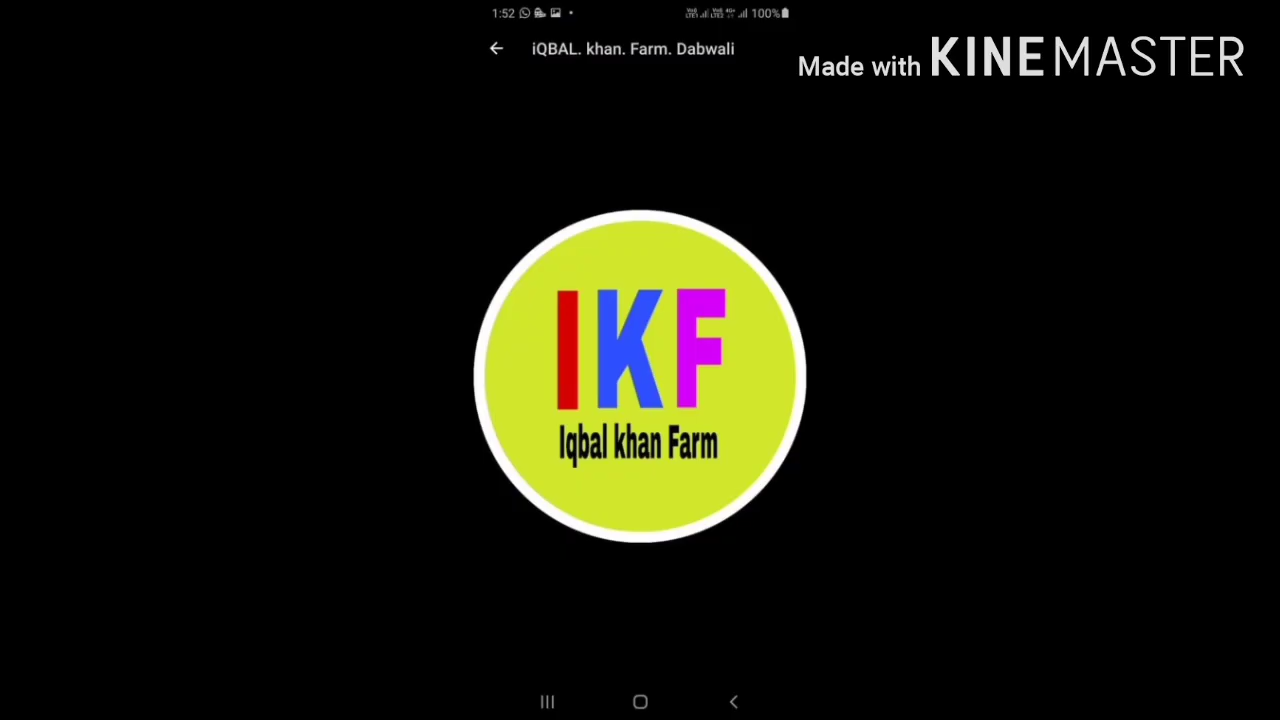 1:52 100%
iQBAL. khan. Farm. Dabwali
Made with KINEMASTER
IKF
Iqbal khan Farm